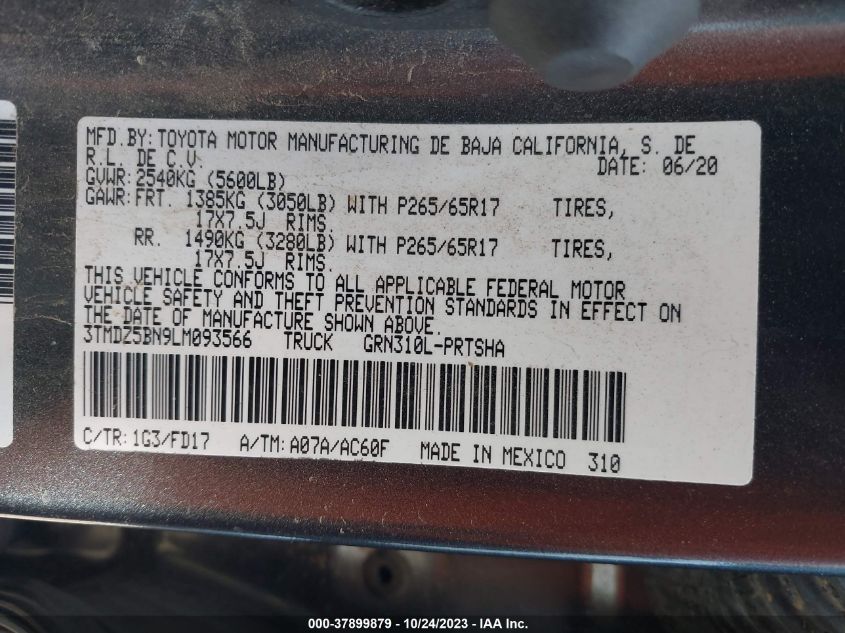 MFD.BY:TOYOTA MOTOR MANUFACTURING DE BAJA CALIFORNIA, S. DE
R.L. DE C.V.
DATE: 06/20
GVWR:2540KG (5600LB)
GAWR:FRT. 1385KG (3050LB) WITH P265/65R17 TIRES,
17X7.5J RIMS.
RR. 1490KG (3280LB) WITH P265/65R17 TIRES,
17X7.5J RIMS.
THIS VEHICLE CONFORMS TO ALL APPLICABLE FEDERAL MOTOR
VEHICLE SAFETY AND THEFT PREVENTION STANDARDS IN EFFECT ON
THE DATE OF MANUFACTURE SHOWN ABOVE.
3TMDZ5BN9LM093566 TRUCK GRN310L-PRTSHA
C/TR:1G3/FD17 A/TM:A07A/AC60F MADE IN MEXICO 310
000-37899879 | 10/24/2023 - IAA Inc.